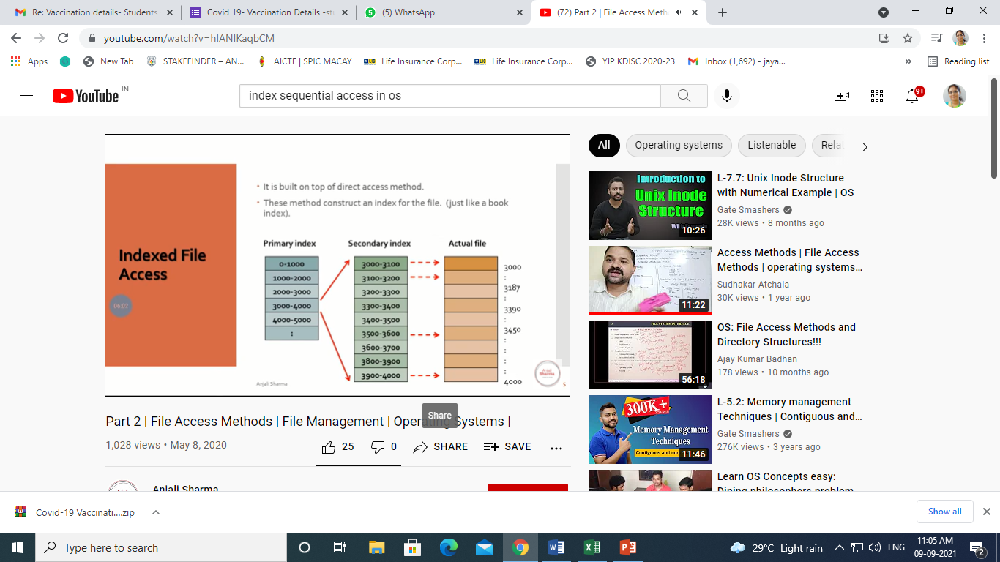 Re: Vaccination details- Students
Covid 19- Vaccination Details -stu
(5) WhatsApp
(72) Part 2 | File Access Meth
youtube.com/watch?v=hIANIKaqbCM
Apps
New Tab
STAKEFINDER – AN...
AICTE | SPIC MACAY
Life Insurance Corp...
Life Insurance Corp...
YIP KDISC 2020-23
Inbox (1,692) - jaya...
»
Reading list
YouTube IN
index sequential access in os
9+
Indexed File
Access
06:07
• It is built on top of direct access method.
• These method construct an index for the file. (just like a book
index).
Primary index
0-1000
1000-2000
2000-3000
3000-4000
4000-5000
:
Secondary index
3000-3100
3100-3200
3200-3300
3300-3400
3400-3500
3500-3600
3600-3700
3800-3900
3900-4000
Actual file
3000
:
3187
:
3390
:
3450
:
:
:
4000
Anjali Sharma
Anjali
Sharma
5
Part 2 | File Access Methods | File Management | Operating Systems |
Share
1,028 views • May 8, 2020
25
0
SHARE
SAVE
Anjali Sharma
All
Operating systems
Listenable
Relat
Introduction to
Unix Inode
Structure
10:26
L-7.7: Unix Inode Structure
with Numerical Example | OS
Gate Smashers
28K views • 8 months ago
11:22
Access Methods | File Access
Methods | operating systems...
Sudhakar Atchala
30K views • 1 year ago
FILE SYSTEM INTERFACE
56:18
OS: File Access Methods and
Directory Structures!!!
Ajay Kumar Badhan
178 views • 10 months ago
300K+
VIEWS
Memory Management
Techniques
11:46
L-5.2: Memory management
Techniques | Contiguous and...
Gate Smashers
276K views • 3 years ago
Learn OS Concepts easy:
Dining philosophers problem
Covid-19 Vaccinati....zip
Show all
Type here to search
29°C Light rain
ENG
11:05 AM
09-09-2021
2